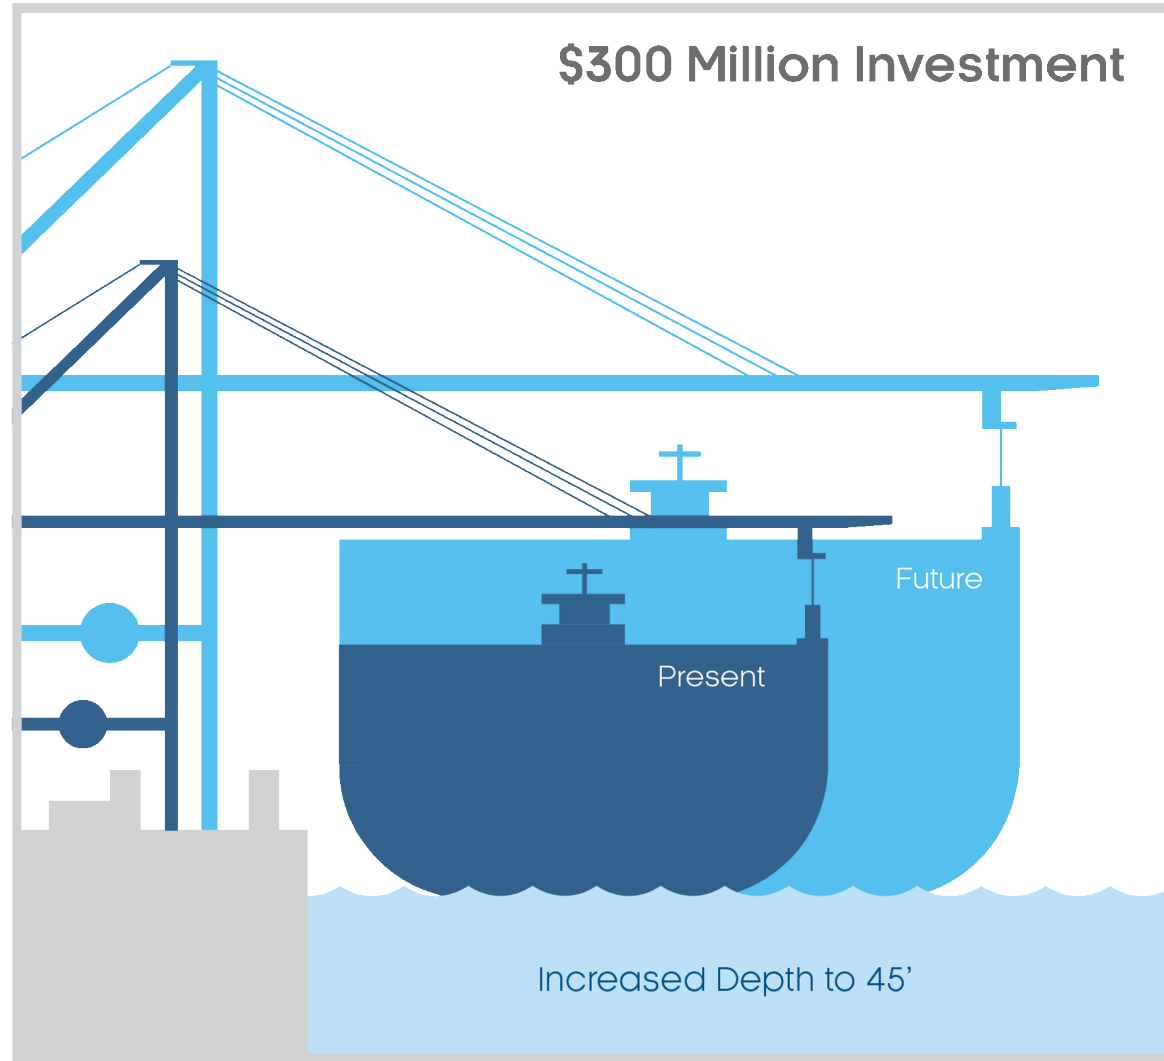 $300 Million Investment
Future
Present
Increased Depth to 45’